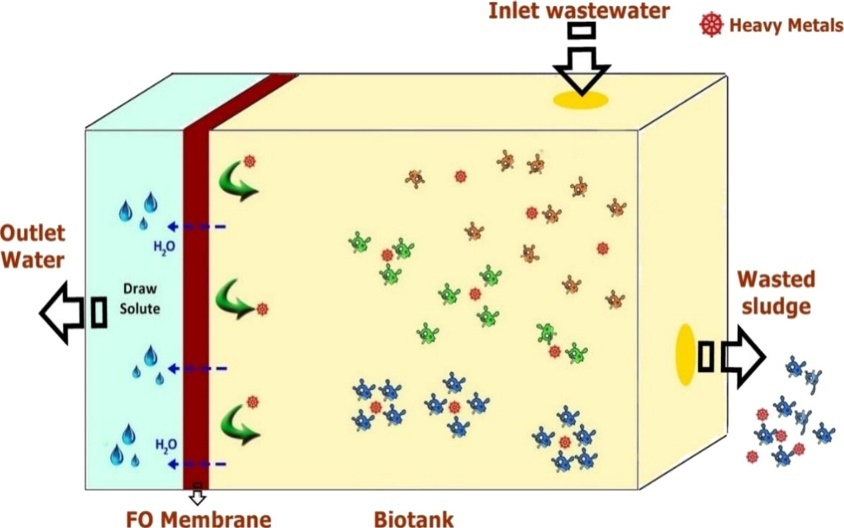 Inlet wastewater
Heavy Metals
Outlet
Water
H₂O
Draw
Solute
Wasted
sludge
H₂O
FO Membrane
Biotank